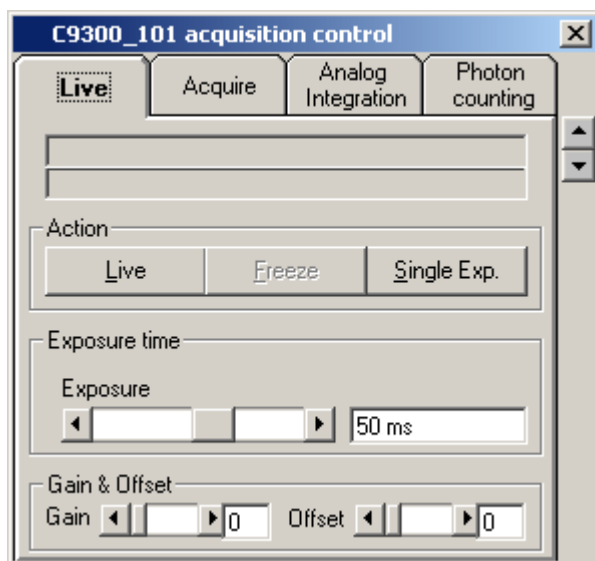 C9300_101 acquisition control
Live Acquire Analog Integration Photon counting
Action
Live Freeze Single Exp.
Exposure time
Exposure
50 ms
Gain & Offset
Gain 0 Offset 0